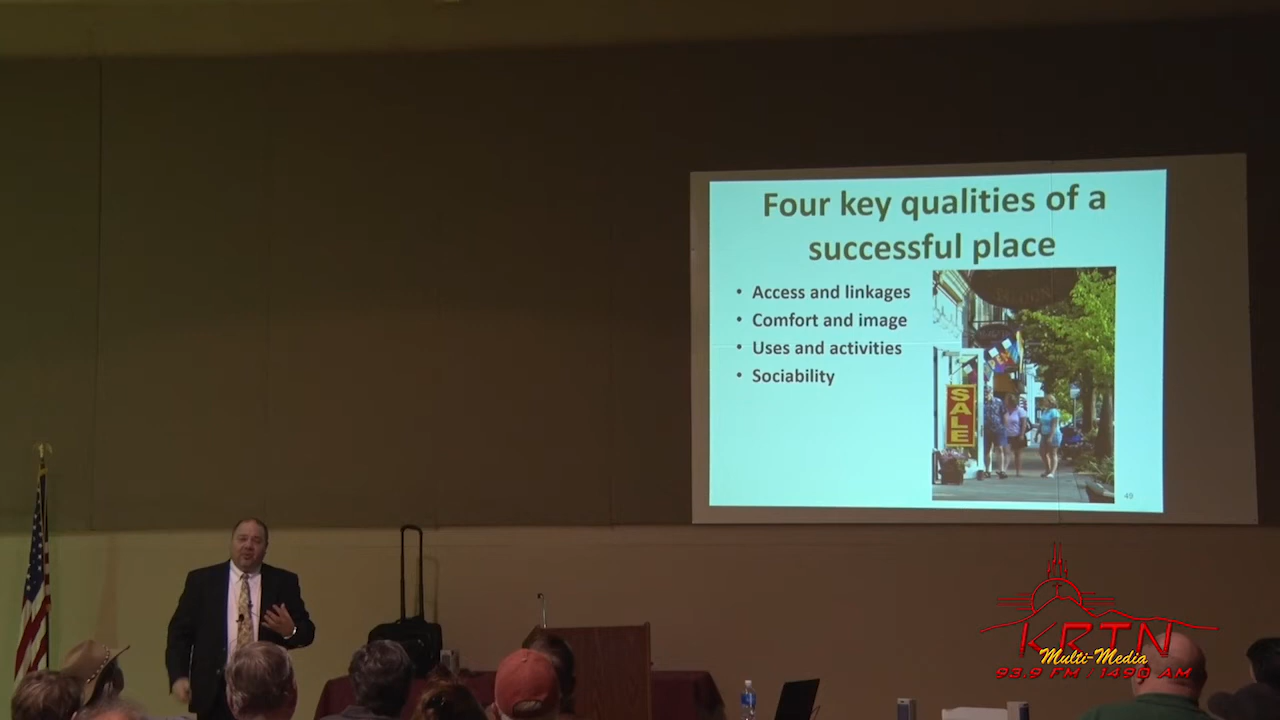 Four key qualities of a
successful place
• Access and linkages
• Comfort and image
• Uses and activities
• Sociability
SALE
49
KRTN
Multi-Media
93.9 FM / 1490 AM